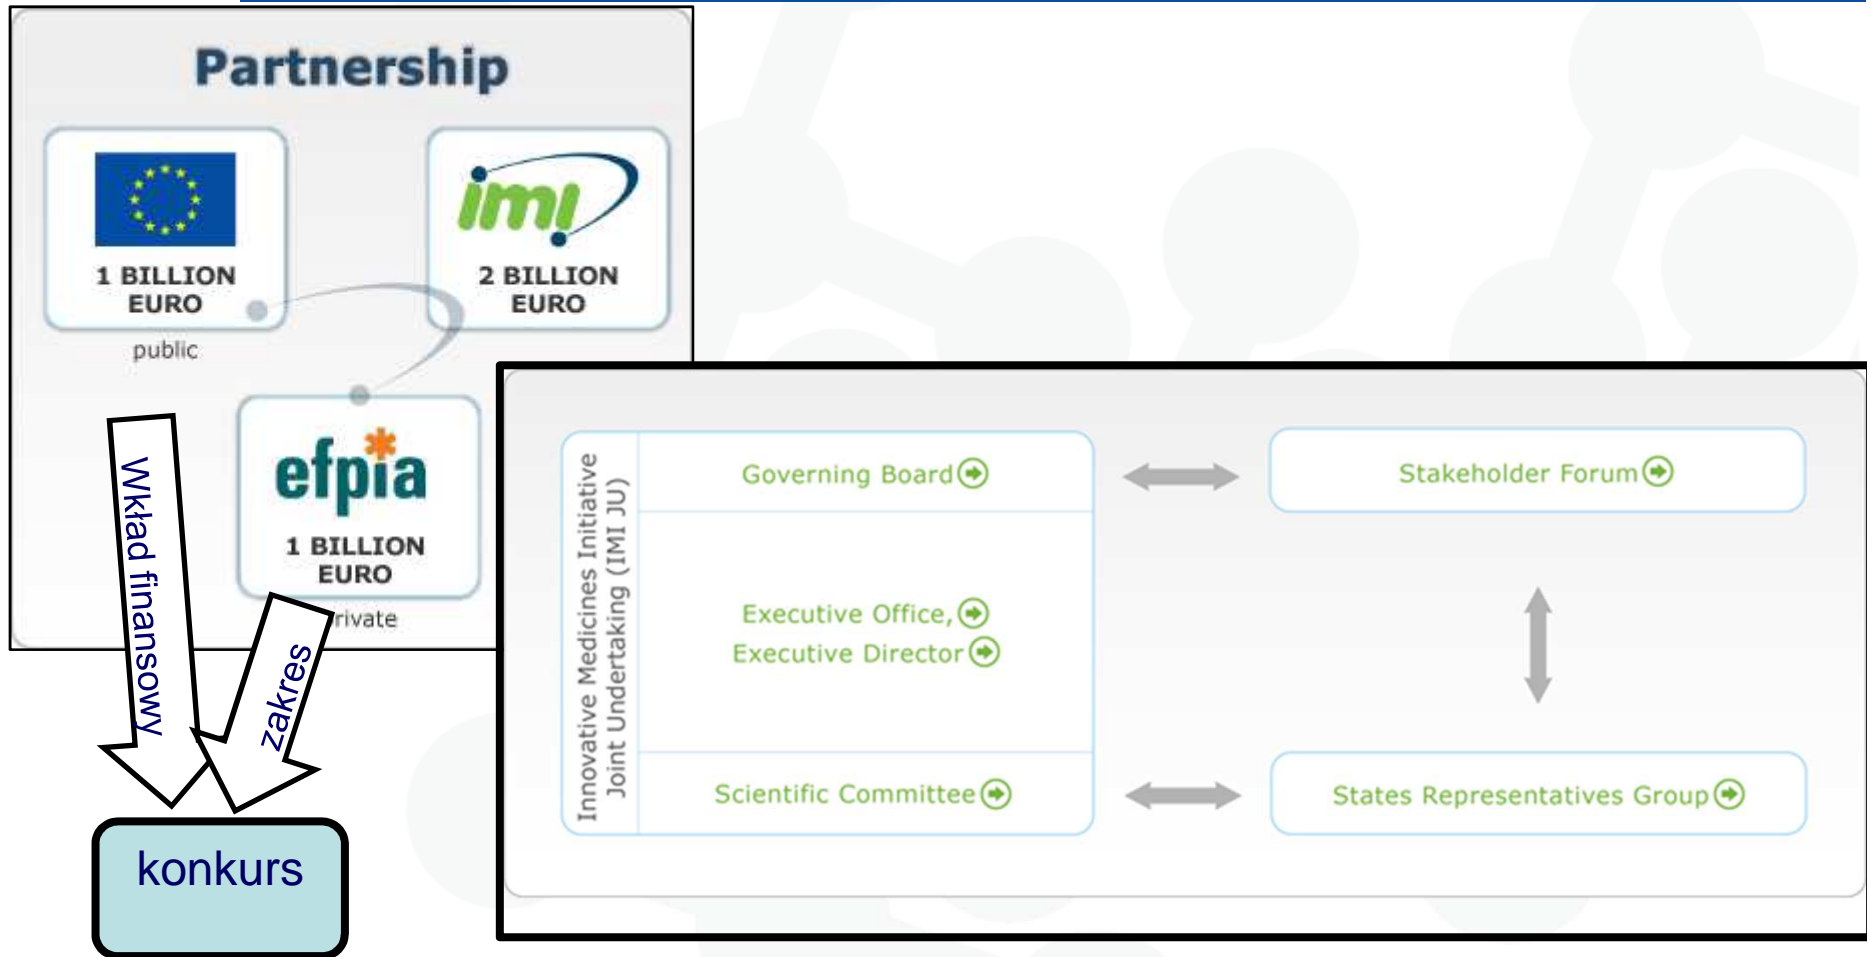 Partnership
imi
1 BILLION
EURO
2 BILLION
EURO
public
efpia
1 BILLION
EURO
rivate
Wkład finansowy
zakres
konkurs
Innovative Medicines Initiative
Joint Undertaking (IMI JU)
Governing Board
Executive Office,
Executive Director
Scientific Committee
Stakeholder Forum
States Representatives Group